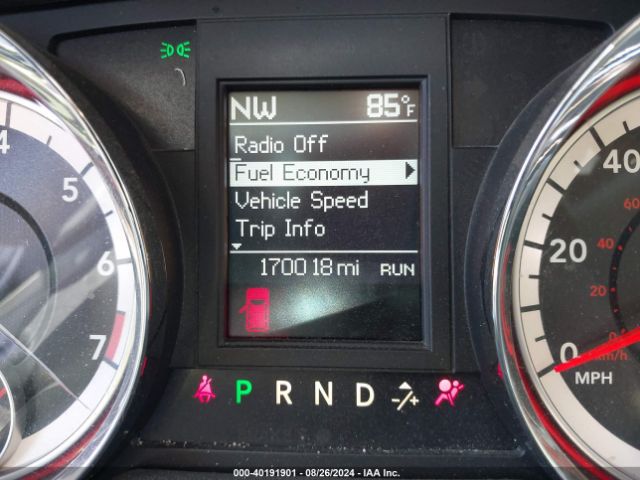 NW 85°F
Radio Off
Fuel Economy
Vehicle Speed
Trip Info
170018 mi RUN
P R N D -/+
4
5
6
7
40
20
0
MPH
60
40
20
0
km/h
000-40191901 - 08/26/2024 - IAA Inc.